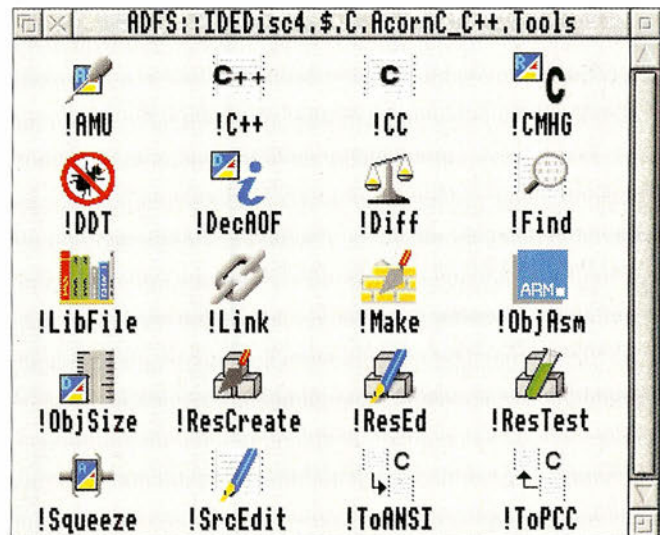 ADFS::IDEDisc4.$.C.AcornC_C++.Tools
C++ C C
!AMU !C++ !CC !CMHG
!DDT !DecAOF !Diff !Find
ARM
!LibFile !Link !Make !ObjAsm
!ObjSize !ResCreate !ResEd !ResTest
C C
!Squeeze !SrcEdit !ToANSI !ToPCC